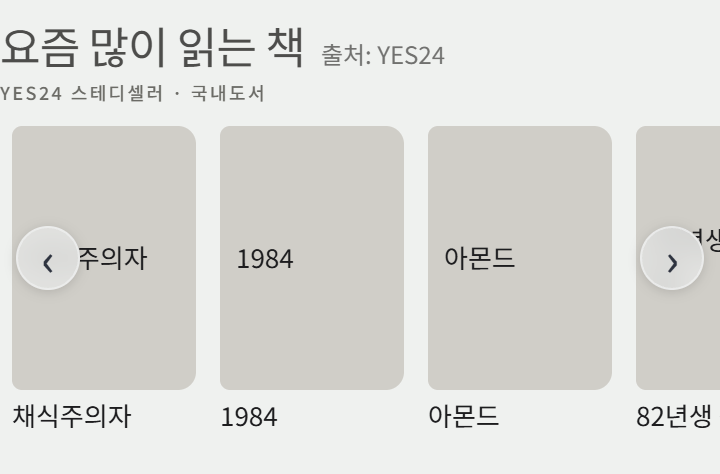 요즘 많이 읽는 책 출처: YES24
YES24 스테디셀러 · 국내도서
주의자
1984
아몬드
채식주의자
1984
아몬드
82년생